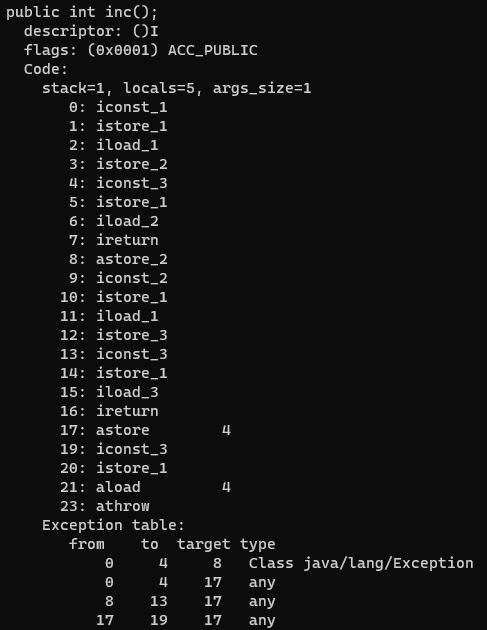 public int inc();
descriptor: ()I
flags: (0x0001) ACC_PUBLIC
Code:
stack=1, locals=5, args_size=1
0: iconst_1
1: istore_1
2: iload_1
3: istore_2
4: iconst_3
5: istore_1
6: iload_2
7: ireturn
8: astore_2
9: iconst_2
10: istore_1
11: iload_1
12: istore_3
13: iconst_3
14: istore_1
15: iload_3
16: ireturn
17: astore 4
19: iconst_3
20: istore_1
21: aload 4
23: athrow
Exception table:
from to target type
0 4 8 Class java/lang/Exception
0 4 17 any
8 13 17 any
17 19 17 any